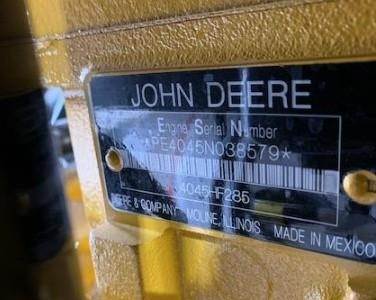 JOHN DEERE
Engine Serial Number
*PE4045N038579*
4045HF285
DEERE & COMPANY MOLINE, ILLINOIS MADE IN MEXICO